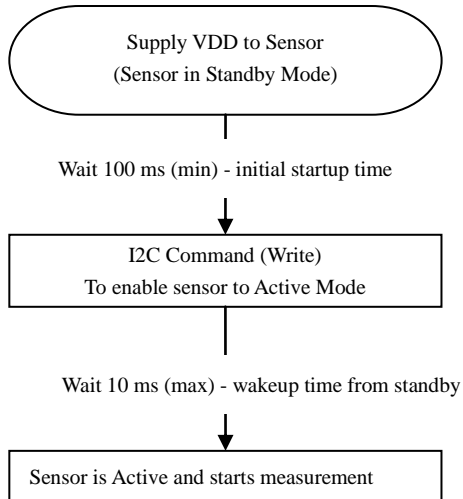 Supply VDD to Sensor
(Sensor in Standby Mode)
Wait 100 ms (min) - initial startup time
I2C Command (Write)
To enable sensor to Active Mode
Wait 10 ms (max) - wakeup time from standby
Sensor is Active and starts measurement